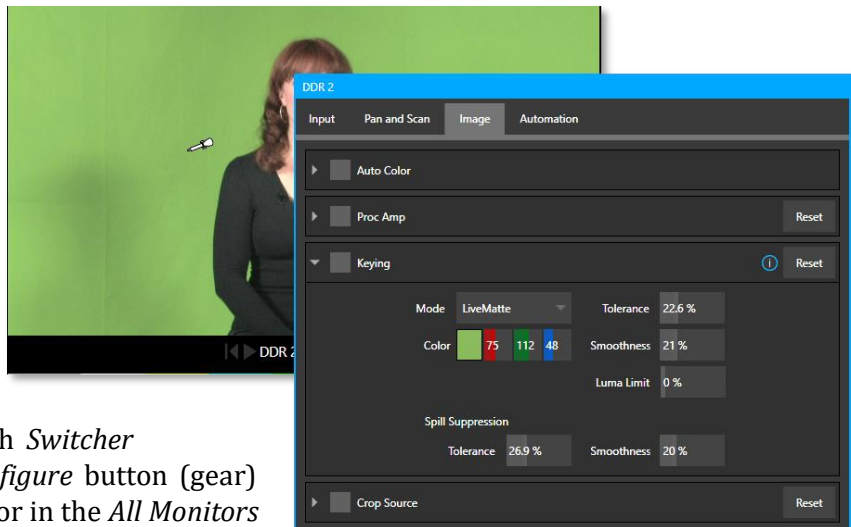 DDR 2
Input Pan and Scan Image Automation
Auto Color
Proc Amp Reset
Keying Reset
Mode LiveMatte Tolerance 22.6 %
Color 75 112 48 Smoothness 21 %
Luma Limit 0 %
Spill Suppression
Tolerance 26.9 % Smoothness 20 %
Crop Source Reset
DDR 2
Switcher
button (gear)
or in the All Monitors